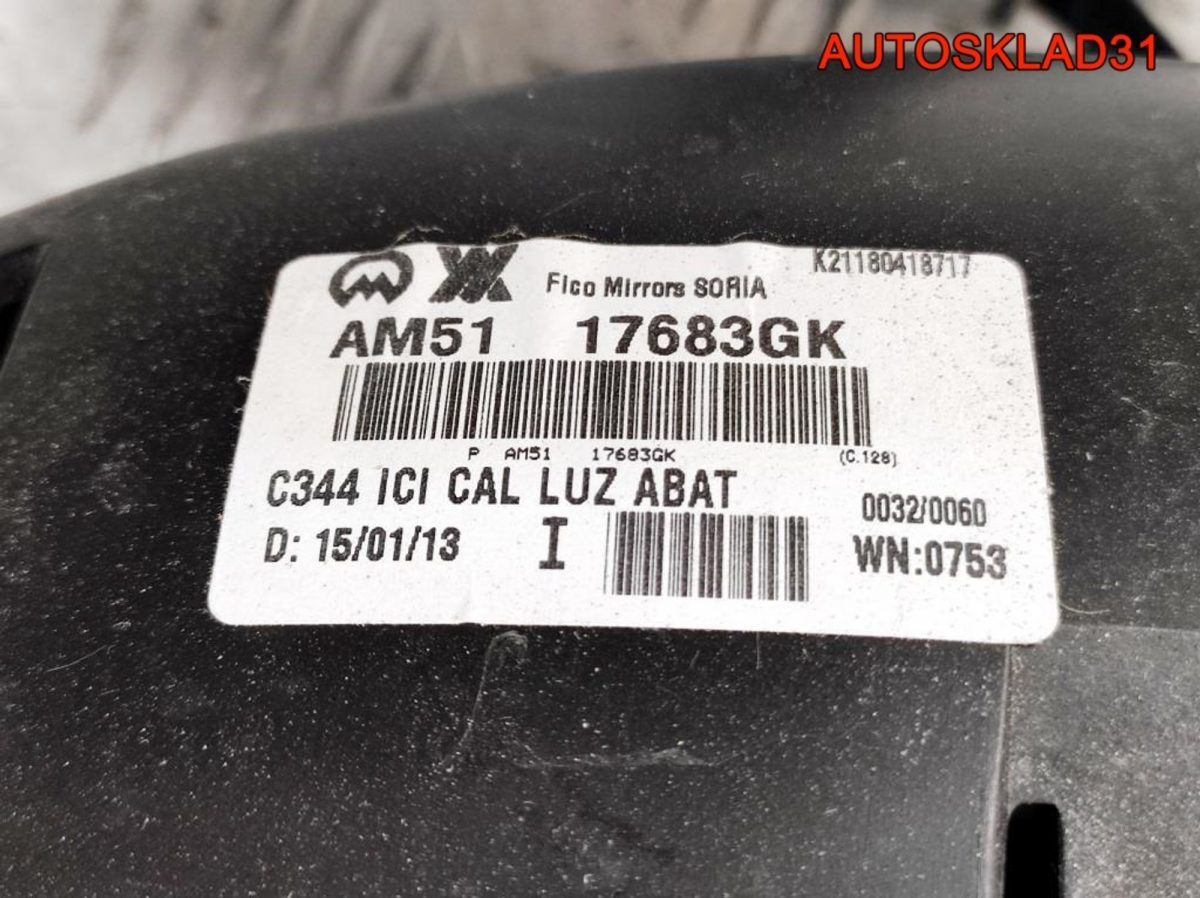 AUTOSKLAD31
Fico Mirrors SORIA K21180418717
AM51 17683GK
P AM51 17683GK (C.128)
C344 ICI CAL LUZ ABAT 0032/0060
D: 15/01/13 I WN:0753